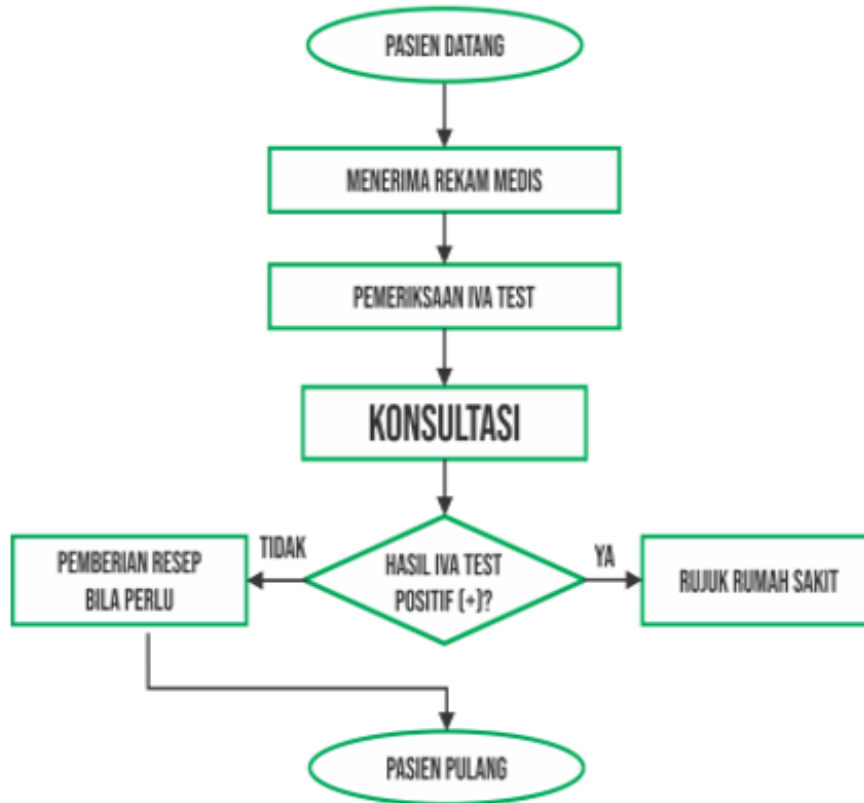 PASIEN DATANG
MENERIMA REKAM MEDIS
PEMERIKSAAN IVA TEST
KONSULTASI
TIDAK
YA
PEMBERIAN RESEP
BILA PERLU
HASIL IVA TEST
POSITIF (+)?
RUJUK RUMAH SAKIT
PASIEN PULANG